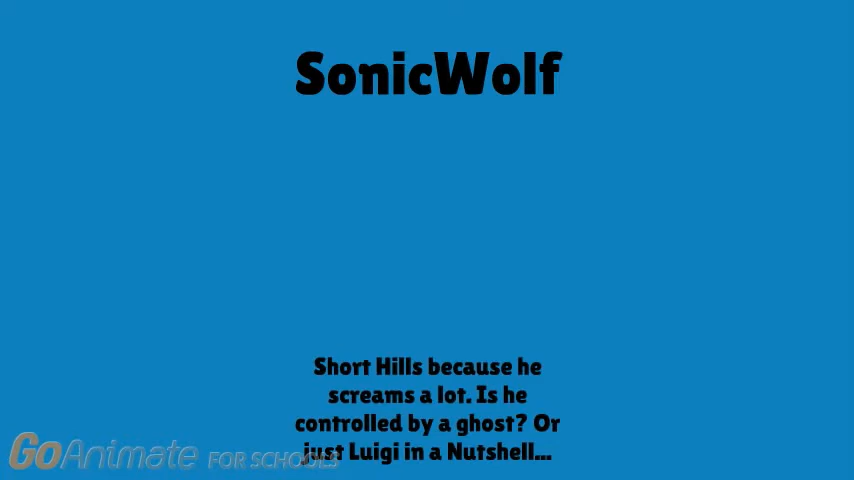 SonicWolf
Short Hills because he
screams a lot. Is he
controlled by a ghost? Or
just Luigi in a Nutshell...
GoAnimate FOR SCHOOLS